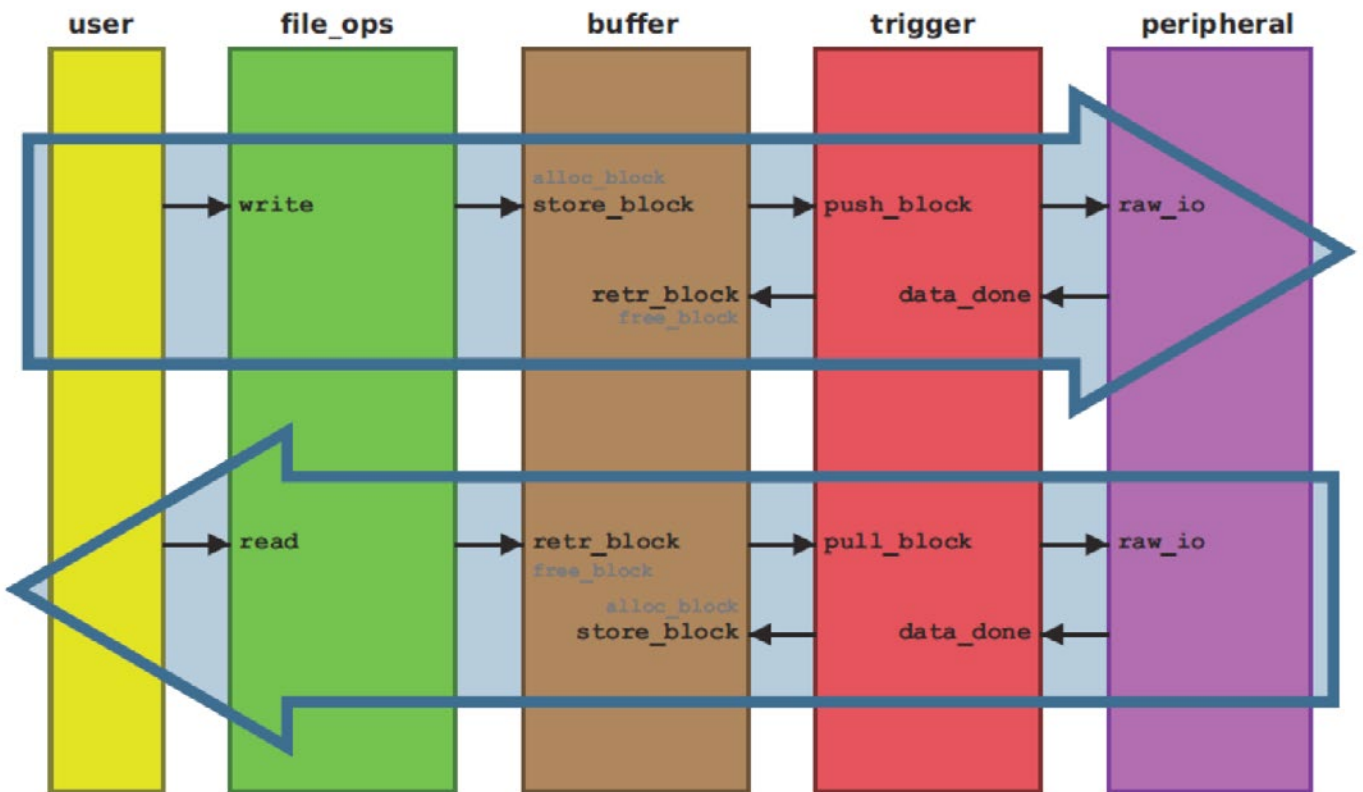 user file_ops buffer trigger peripheral
alloc_block
write store_block push_block raw_io
retr_block data_done
free_block
read retr_block pull_block raw_io
free_block
alloc_block
store_block data_done